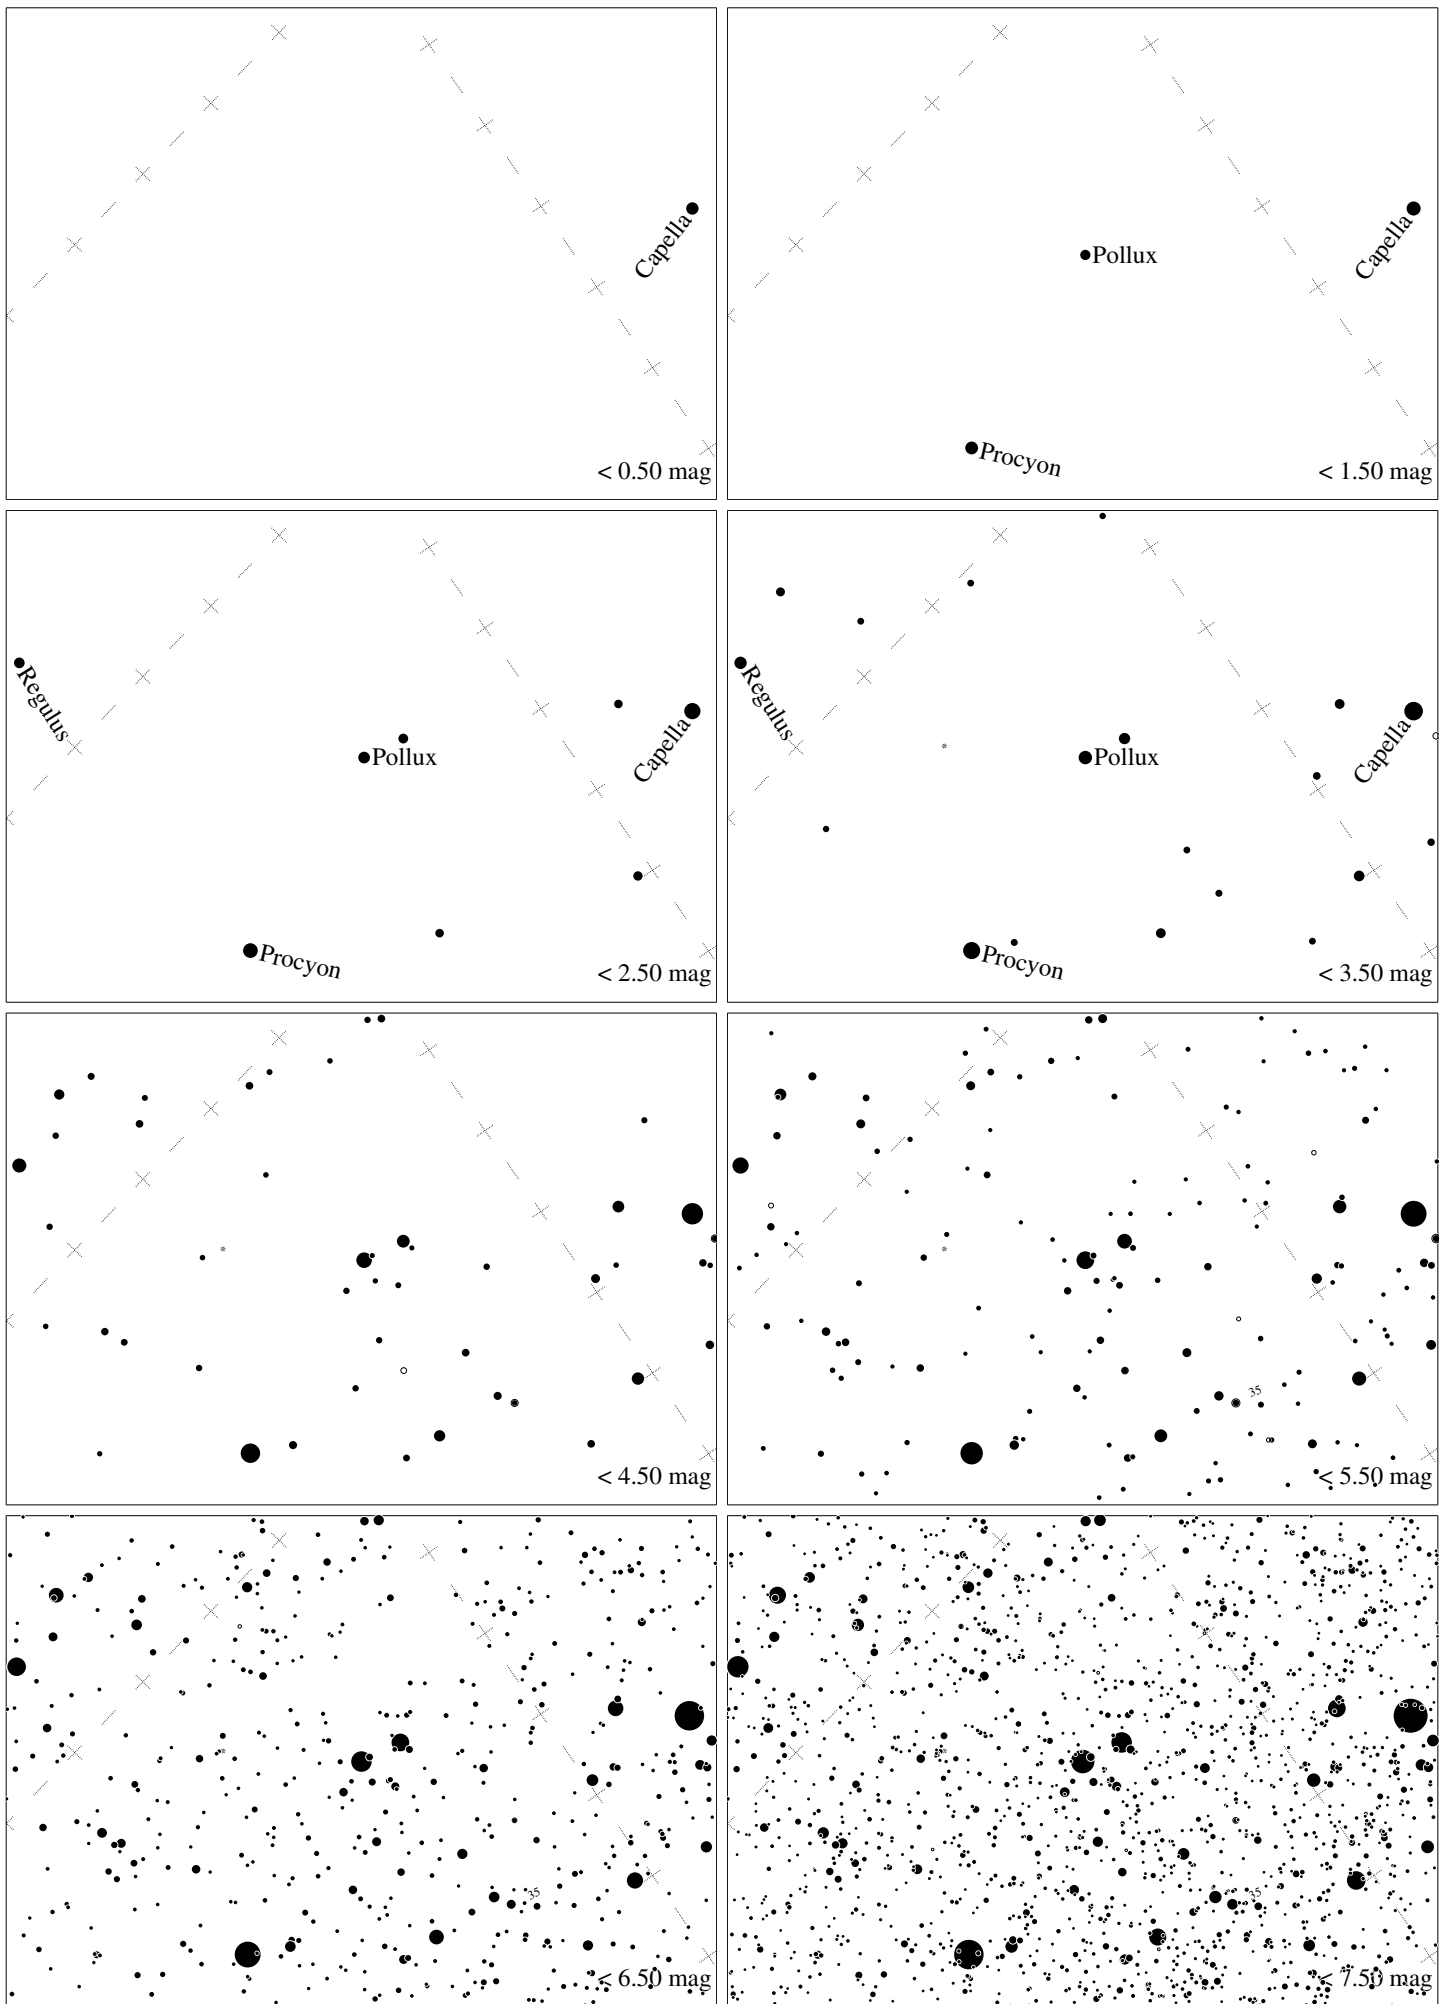 Capella
< 0.50 mag
Pollux
Capella
Procyon
< 1.50 mag
Regulus
Pollux
Capella
Procyon
< 2.50 mag
Regulus
Pollux
Capella
Procyon
< 3.50 mag
< 4.50 mag
35
< 5.50 mag
35
< 6.50 mag
35
< 7.50 mag